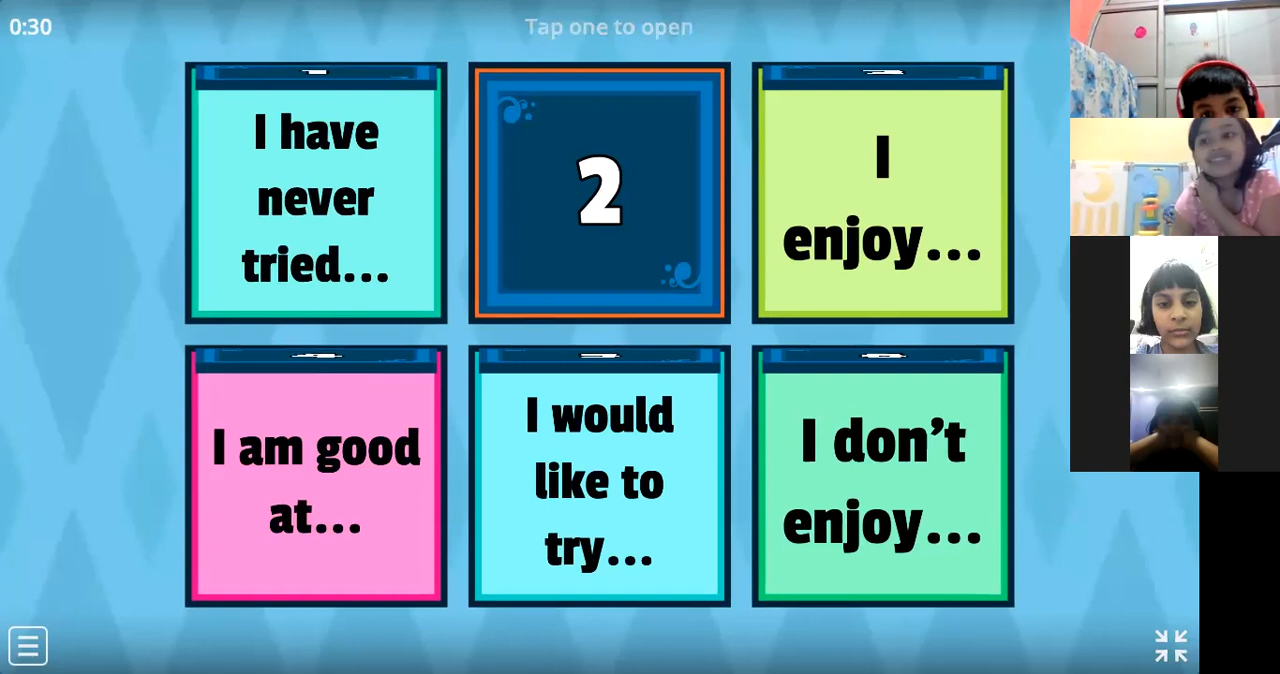 0:30
Tap one to open
I have
never
tried...
2
I
enjoy...
I am good
at...
I would
like to
try...
I don't
enjoy...